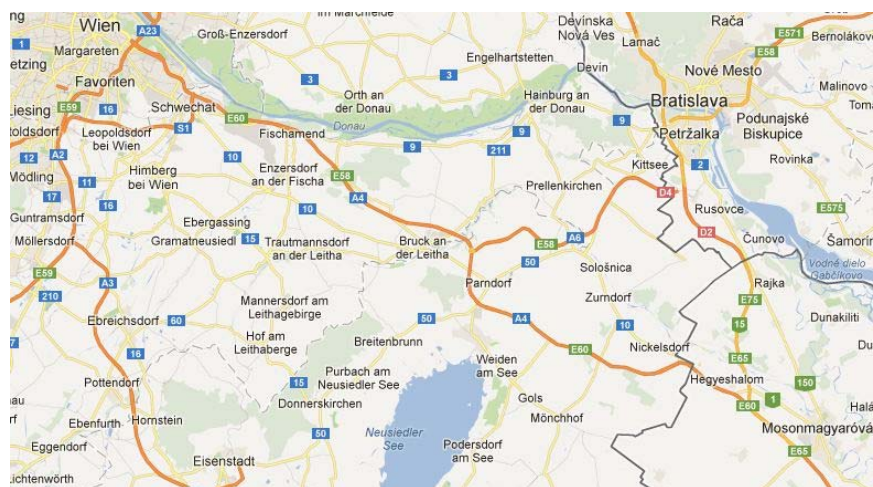 im Marchfelde
Wien
A23
Groß-Enzersdorf
Devinska
Nová Ves
Rača
E571
Bernolákovo
1
Margareten
Lamač
E58
etzing
Engelhartstetten
Devin
Nové Mesto
Favoriten
3
3
Malinovo
Liesing
E59
16
Schwechat
Orth an
der Donau
Hainburg an
der Donau
Bratislava
E60
toldsdorf
Leopoldsdorf
bei Wien
S1
Fischamend
Donau
9
9
Petržalka
Podunajské
Biskupice
A2
12
10
9
211
Kittsee
2
Rovinka
Mödling
11
Himberg
bei Wien
Enzersdorf
an der Fischa
E58
Prellenkirchen
17
16
A4
D4
Rusovce
E575
Guntramsdorf
Ebergassing
10
Möllersdorf
Gramatneusiedl
15
Trautmannsdorf
an der Leitha
Bruck an
der Leitha
E58
A6
D2
Čunovo
Šamorín
50
Sološnica
Vodné dielo
Gabčíkovo
E59
A3
Parndorf
Rajka
210
Mannersdorf am
Leithagebirge
Zurndorf
E75
Dunakiliti
Ebreichsdorf
60
50
A4
10
15
Hof am
Leithaberge
Breitenbrunn
E60
Nickelsdorf
16
Weiden
am See
E65
Pottendorf
15
Purbach am
Neusiedler See
Hegyeshalom
150
Donnerskirchen
Gols
1
Ebenfurth
Hornstein
Mönchhof
E60
Neusiedler
See
50
Mosonmagyaróvá
Eggendorf
Podersdorf
am See
E65
Eisenstadt
ichtenwörth